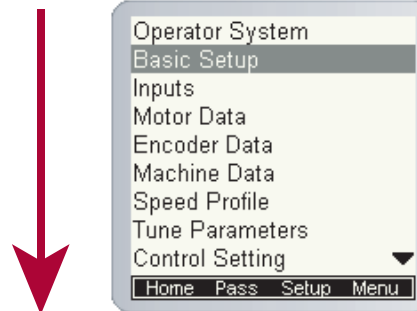 Operator System
Basic Setup
Inputs
Motor Data
Encoder Data
Machine Data
Speed Profile
Tune Parameters
Control Setting
Home Pass Setup Menu